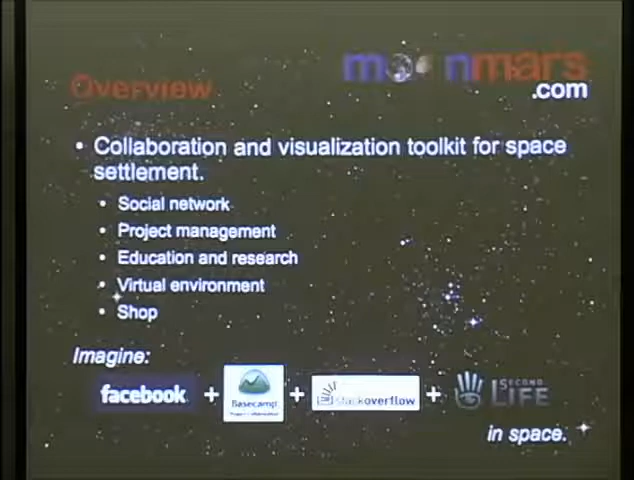 moonmars
.com
Overview
• Collaboration and visualization toolkit for space
settlement.
• Social network
• Project management
• Education and research
• Virtual environment
• Shop
Imagine:
facebook + Basecamp + stackoverflow + SECOND LIFE
in space.